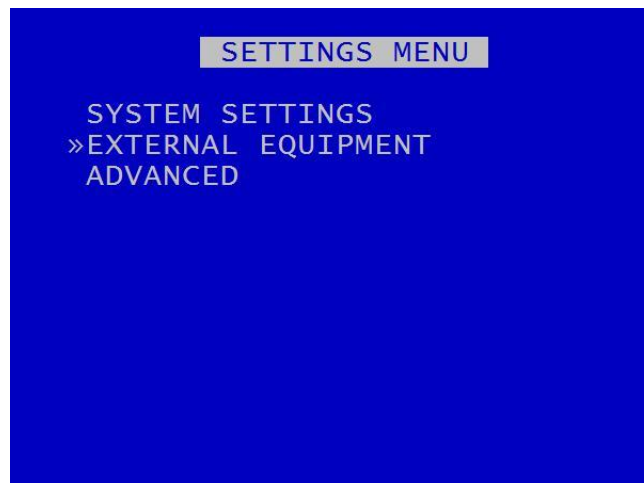 SETTINGS MENU
SYSTEM SETTINGS
»EXTERNAL EQUIPMENT
ADVANCED